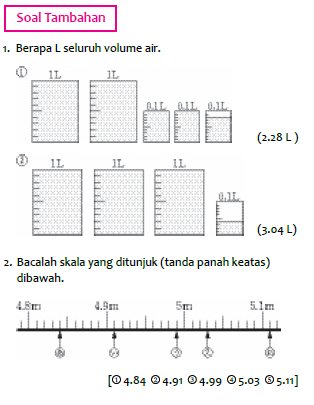 Soal Tambahan
1. Berapa L seluruh volume air.
① 1L 1L 0.1L 0.1L 0.1L
(2.28 L)
② 1L 1L 1L 0.1L
(3.04 L)
2. Bacalah skala yang ditunjuk (tanda panah keatas)
dibawah.
4.8m 4.9m 5m 5.1m
[① 4.84 ② 4.91 ③ 4.99 ④ 5.03 ⑤ 5.11]